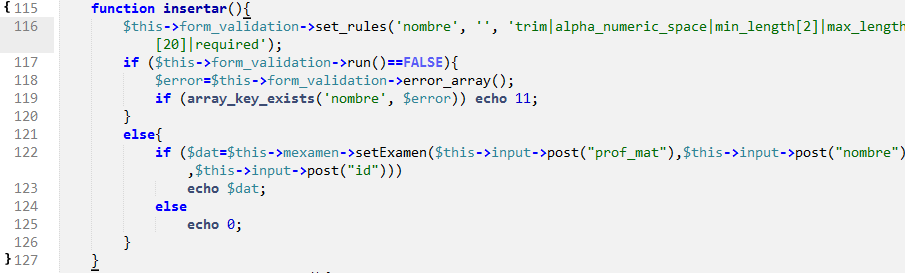 115 function insertar(){
116 $this->form_validation->set_rules('nombre', '', 'trim|alpha_numeric_space|min_length[2]|max_length
[20]|required');
117 if ($this->form_validation->run()==FALSE){
118 $error=$this->form_validation->error_array();
119 if (array_key_exists('nombre', $error)) echo 11;
120 }
121 else{
122 if ($dat=$this->mexamen->setExamen($this->input->post("prof_mat"),$this->input->post("nombre")
,$this->input->post("id")))
123 echo $dat;
124 else
125 echo 0;
126 }
127 }